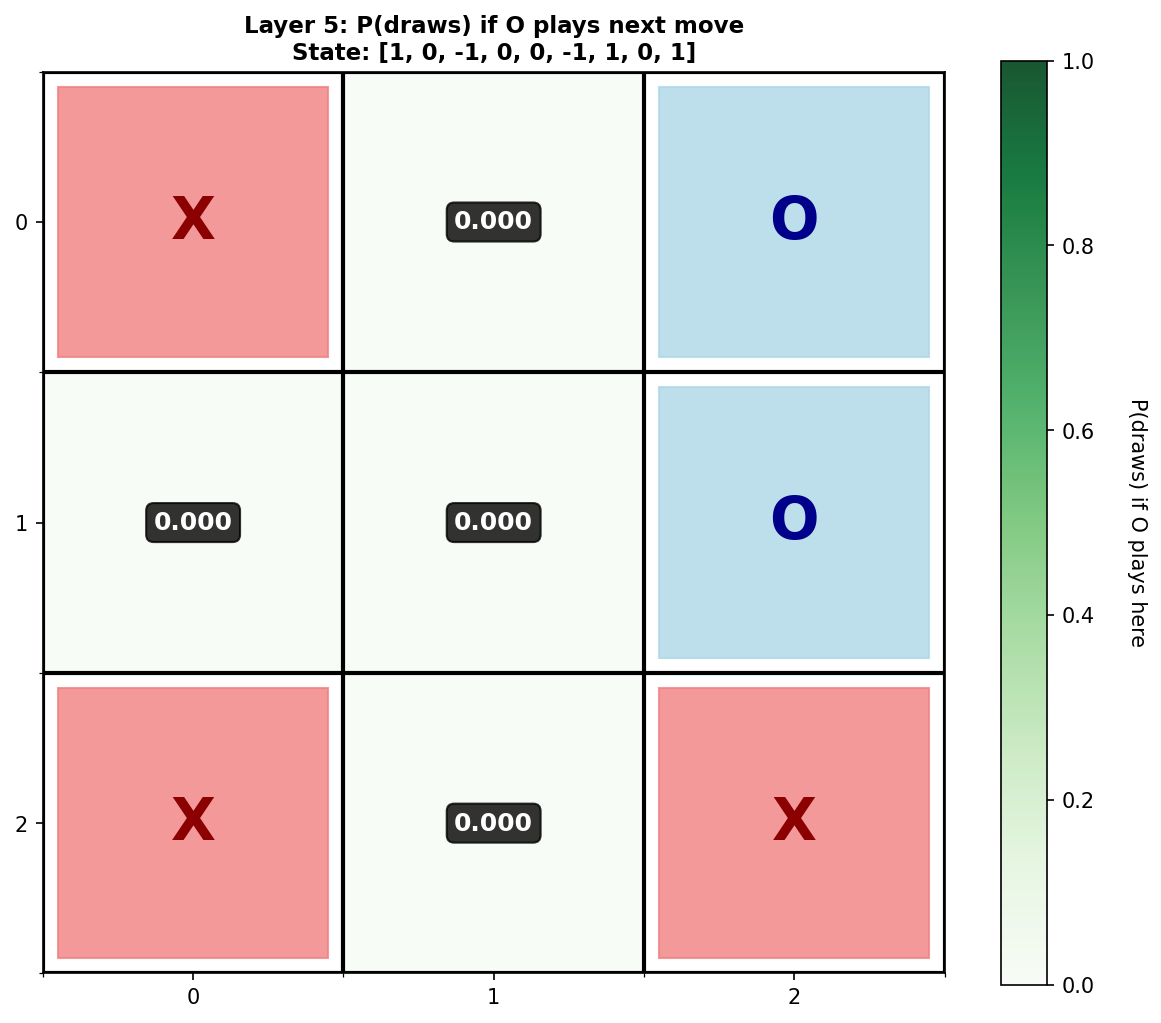 Layer 5: P(draws) if O plays next move
State: [1, 0, -1, 0, 0, -1, 1, 0, 1]
0
X
0.000
O
1
0.000
0.000
O
2
X
0.000
X
0
1
2
1.0
0.8
0.6
0.4
0.2
0.0
P(draws) if O plays here